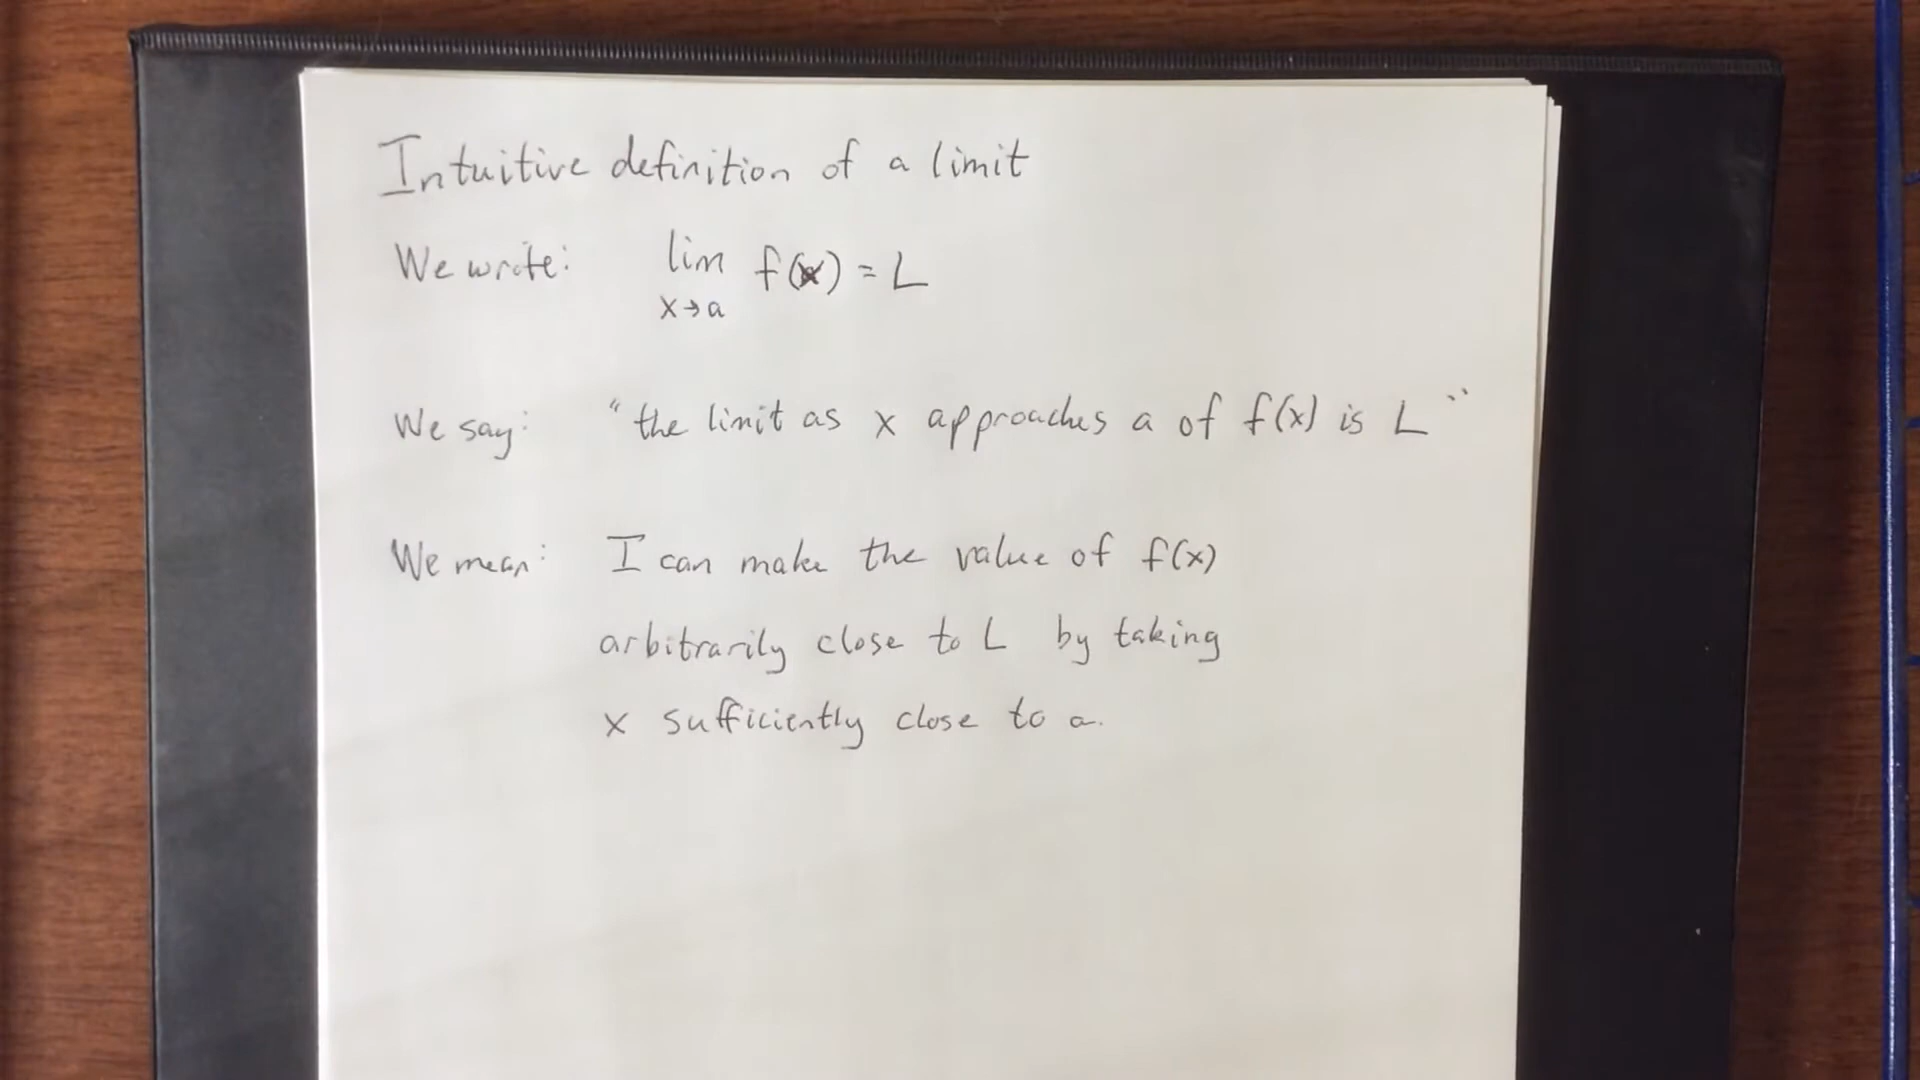 Intuitive definition of a limit
We write: lim f(x) = L
x→a
We say: "the limit as x approaches a of f(x) is L"
We mean: I can make the value of f(x)
arbitrarily close to L by taking
x sufficiently close to a.